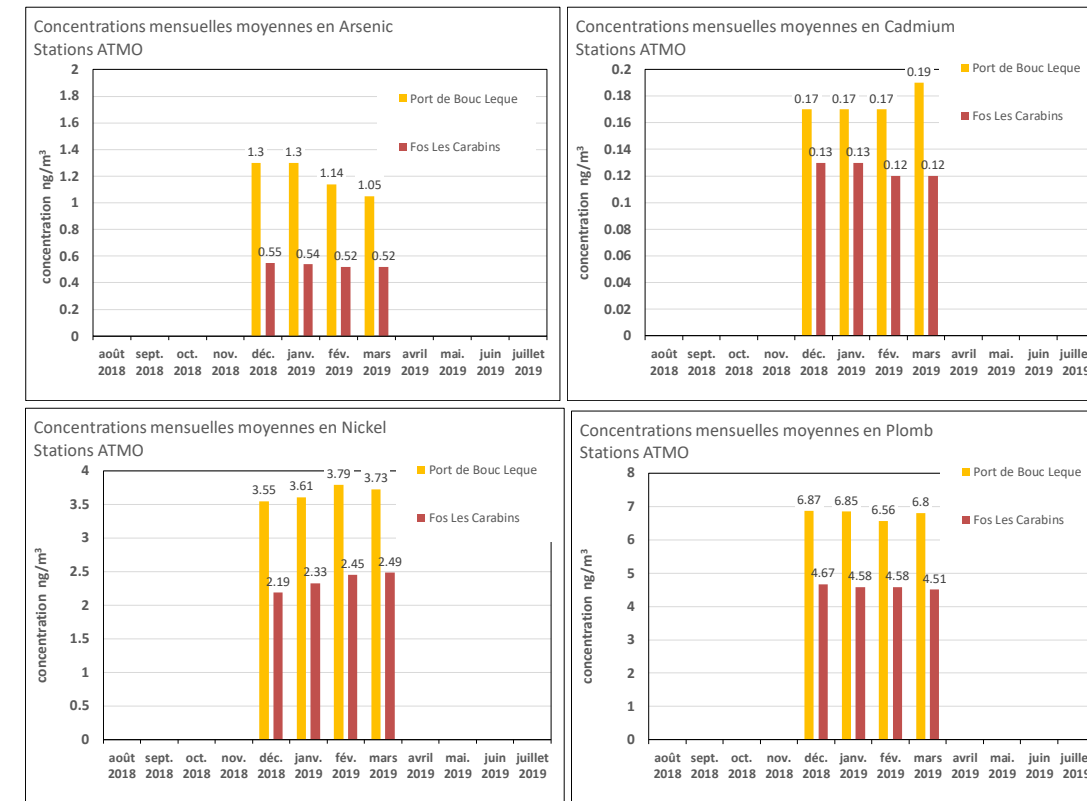 Concentrations mensuelles moyennes en Arsenic
Stations ATMO
2
1.8
1.6
1.4
1.2
1
0.8
0.6
0.4
0.2
0
concentration ng/m³
Port de Bouc Leque
Fos Les Carabins
1.3
1.3
1.14
1.05
0.55
0.54
0.52
0.52
août sept. oct. nov. déc. janv. fév. mars avril mai. juin juillet
2018 2018 2018 2018 2018 2019 2019 2019 2019 2019 2019 2019
Concentrations mensuelles moyennes en Cadmium
Stations ATMO
0.2
0.18
0.16
0.14
0.12
0.1
0.08
0.06
0.04
0.02
0
concentration ng/m³
Port de Bouc Leque
Fos Les Carabins
0.17
0.17
0.17
0.19
0.13
0.13
0.12
0.12
août sept. oct. nov. déc. janv. fév. mars avril mai. juin juille
2018 2018 2018 2018 2018 2019 2019 2019 2019 2019 2019 2019
Concentrations mensuelles moyennes en Nickel
Stations ATMO
4
3.5
3
2.5
2
1.5
1
0.5
0
concentration ng/m³
Port de Bouc Leque
Fos Les Carabins
3.55
3.61
3.79
3.73
2.19
2.33
2.45
2.49
août sept. oct. nov. déc. janv. fév. mars avril mai. juin juillet
2018 2018 2018 2018 2018 2019 2019 2019 2019 2019 2019 2019
Concentrations mensuelles moyennes en Plomb
Stations ATMO
8
7
6
5
4
3
2
1
0
concentration ng/m³
Port de Bouc Leque
Fos Les Carabins
6.87
6.85
6.56
6.8
4.67
4.58
4.58
4.51
août sept. oct. nov. déc. janv. fév. mars avril mai. juin juille
2018 2018 2018 2018 2018 2019 2019 2019 2019 2019 2019 2019